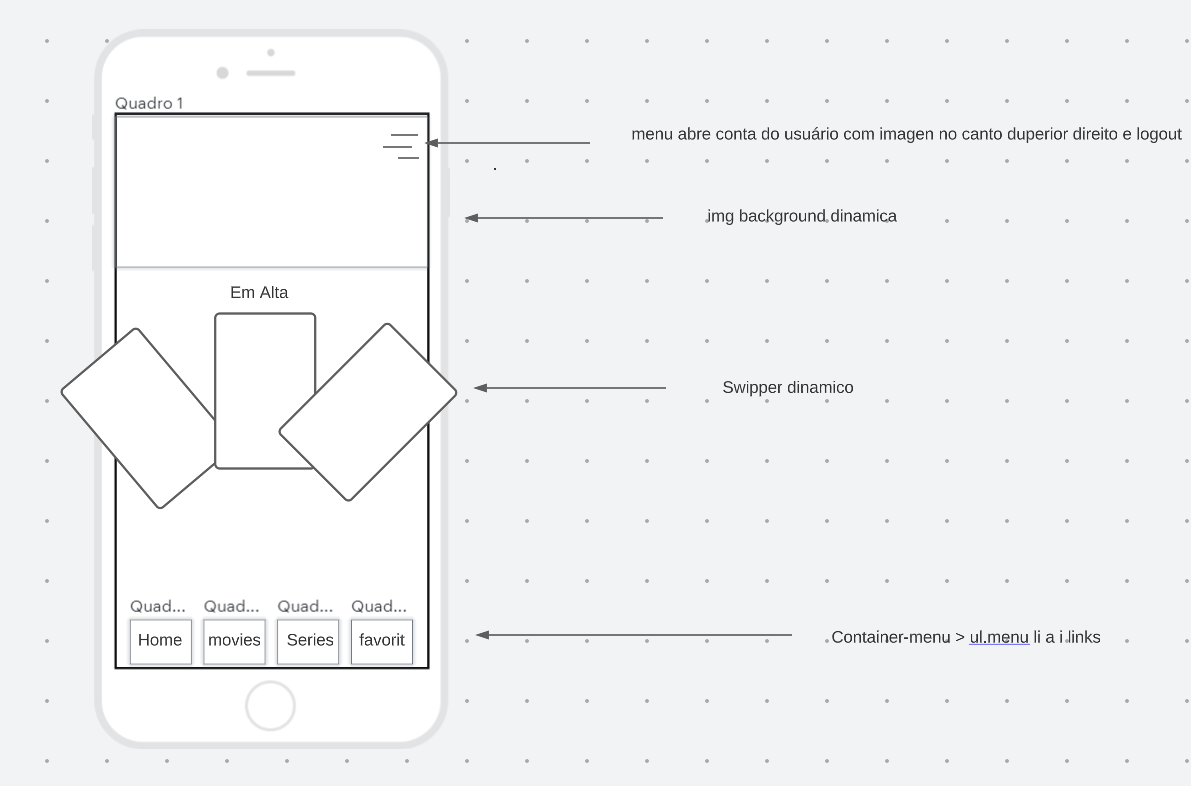 Quadro 1
menu abre conta do usuário com imagen no canto duperior direito e logout
img background dinamica
Em Alta
Swipper dinamico
Quad... Quad... Quad... Quad...
Home movies Series favorit
Container-menu > ul.menu li a i links